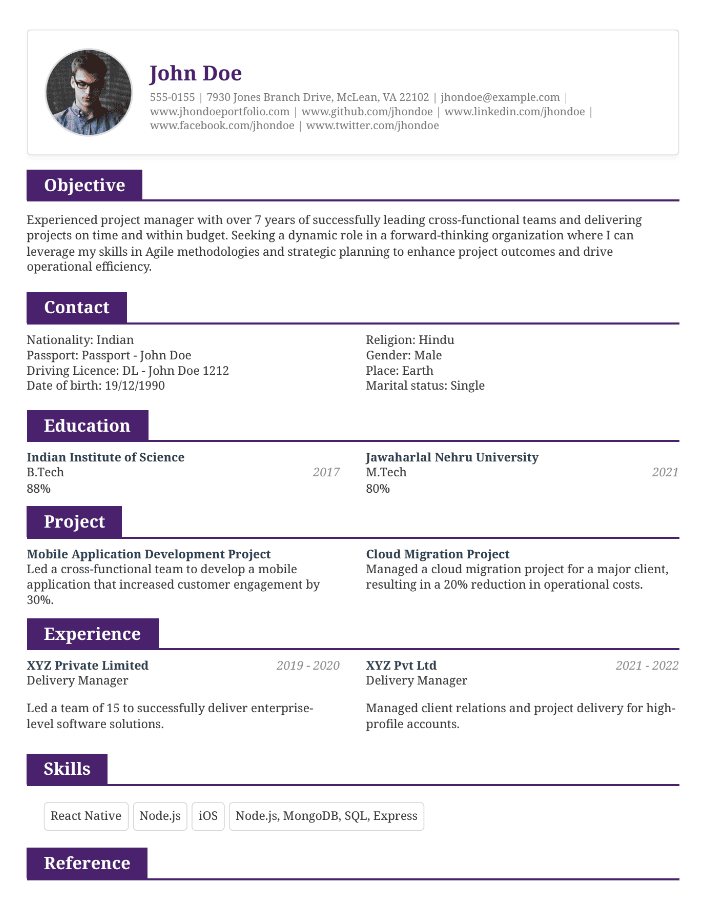 John Doe
555-0155 | 7930 Jones Branch Drive, McLean, VA 22102 | jhondoe@example.com |
www.jhondoeportfolio.com | www.github.com/jhondoe | www.linkedin.com/jhondoe |
www.facebook.com/jhondoe | www.twitter.com/jhondoe
Objective
Experienced project manager with over 7 years of successfully leading cross-functional teams and delivering
projects on time and within budget. Seeking a dynamic role in a forward-thinking organization where I can
leverage my skills in Agile methodologies and strategic planning to enhance project outcomes and drive
operational efficiency.
Contact
Nationality: Indian
Passport: Passport - John Doe
Driving Licence: DL - John Doe 1212
Date of birth: 19/12/1990
Religion: Hindu
Gender: Male
Place: Earth
Marital status: Single
Education
Indian Institute of Science
B.Tech 2017
88%
Jawaharlal Nehru University
M.Tech 2021
80%
Project
Mobile Application Development Project
Led a cross-functional team to develop a mobile
application that increased customer engagement by
30%.
Cloud Migration Project
Managed a cloud migration project for a major client,
resulting in a 20% reduction in operational costs.
Experience
XYZ Private Limited 2019 - 2020
Delivery Manager
Led a team of 15 to successfully deliver enterprise-
level software solutions.
XYZ Pvt Ltd 2021 - 2022
Delivery Manager
Managed client relations and project delivery for high-
profile accounts.
Skills
React Native Node.js iOS Node.js, MongoDB, SQL, Express
Reference